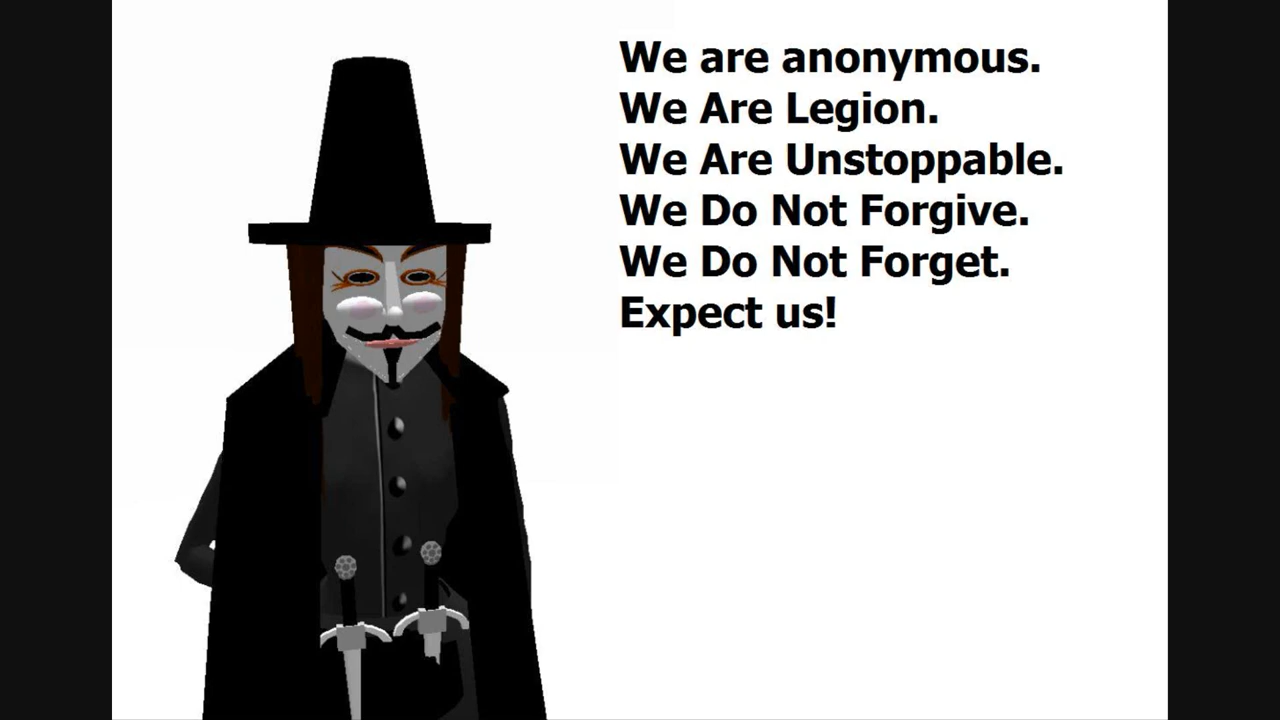 We are anonymous.
We Are Legion.
We Are Unstoppable.
We Do Not Forgive.
We Do Not Forget.
Expect us!